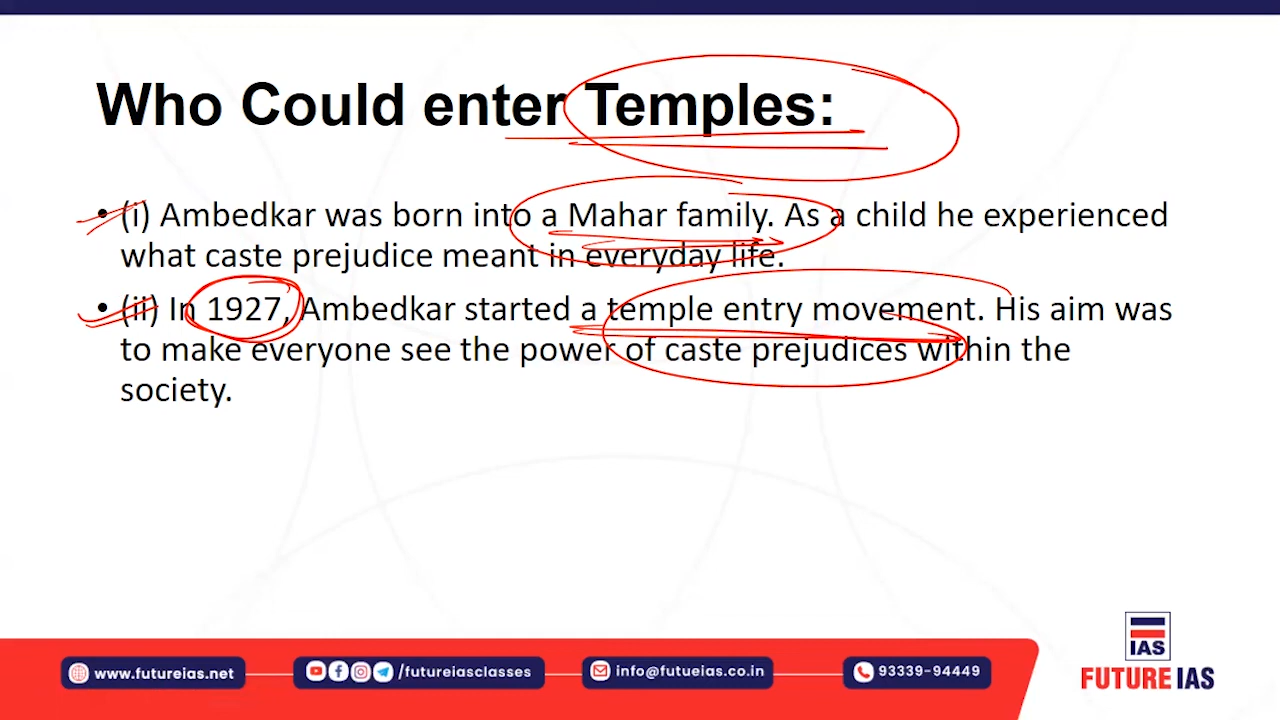 Who Could enter Temples:
• (i) Ambedkar was born into a Mahar family. As a child he experienced
what caste prejudice meant in everyday life.
• (ii) In 1927, Ambedkar started a temple entry movement. His aim was
to make everyone see the power of caste prejudices within the
society.
www.futureias.net
/futureiasclasses
info@futueias.co.in
93339-94449
IAS
FUTURE IAS